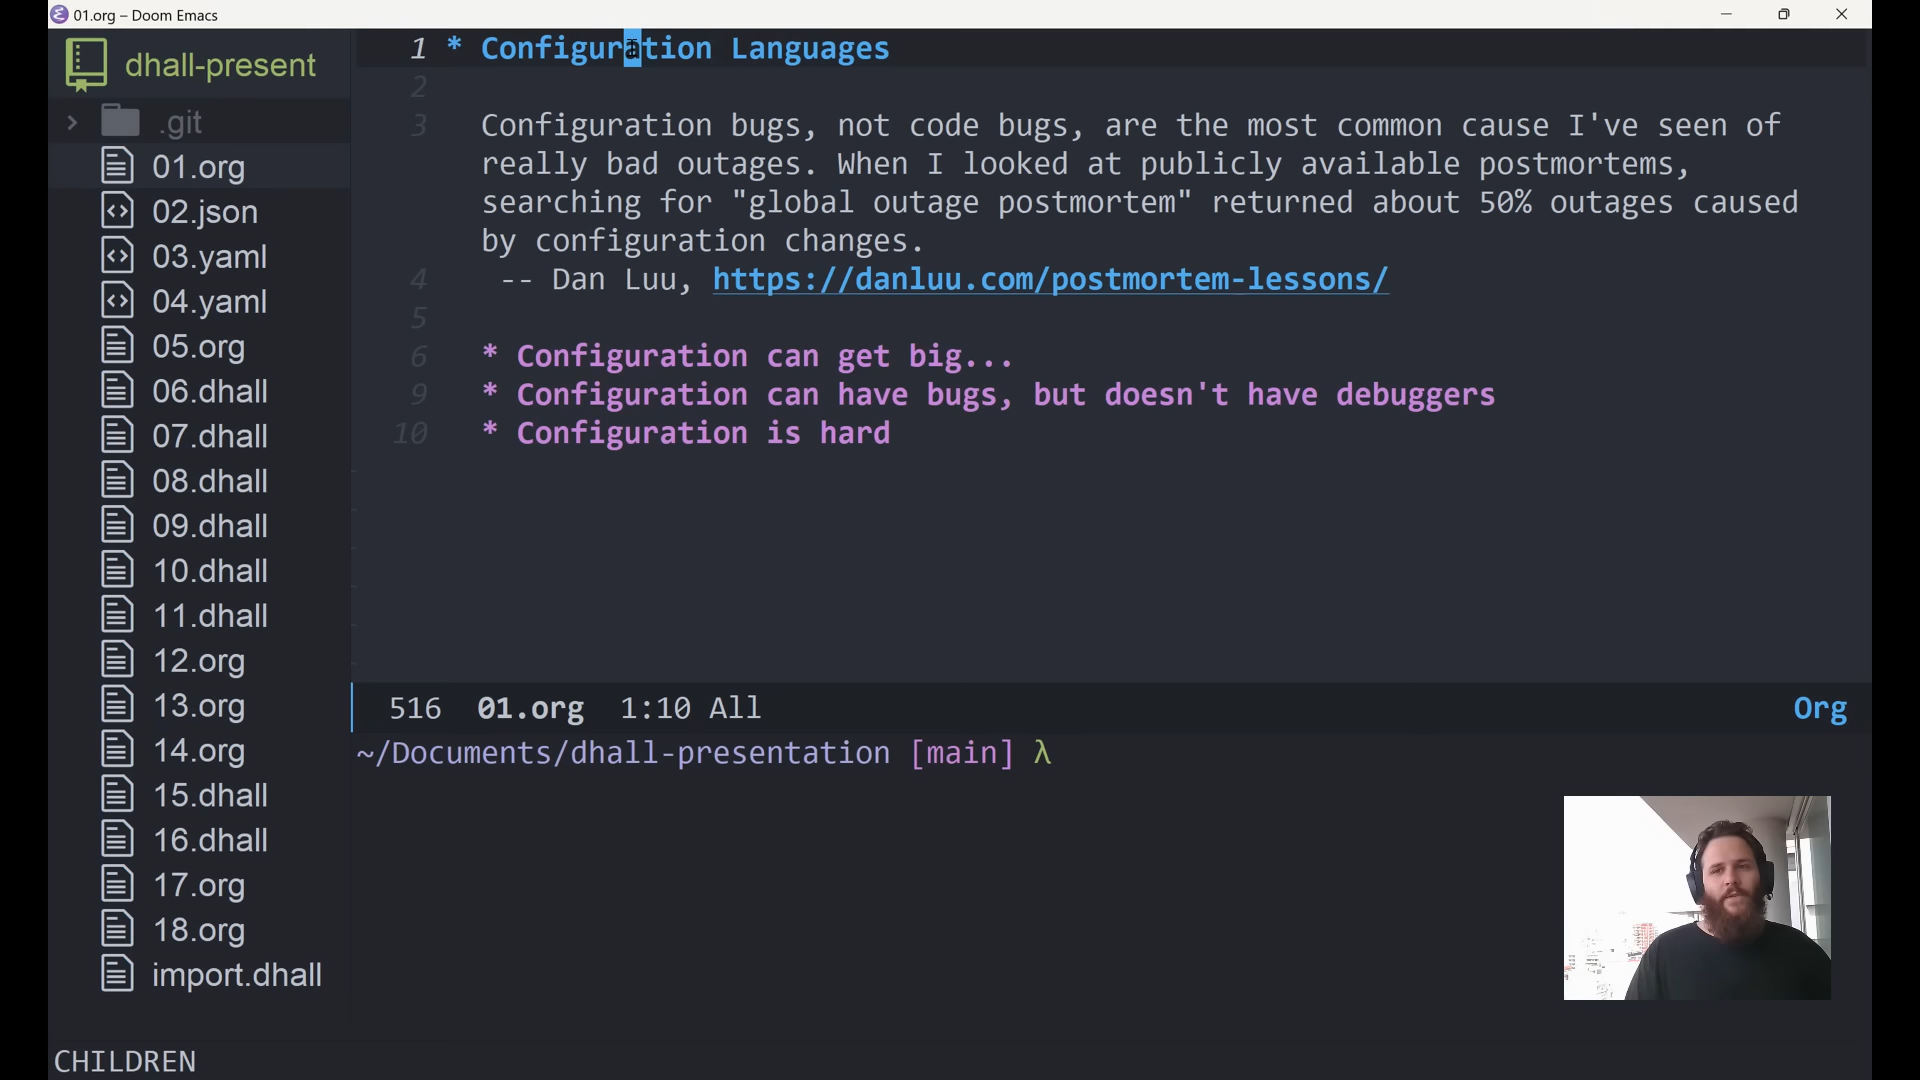 01.org – Doom Emacs
dhall-present
.git
01.org
02.json
03.yaml
04.yaml
05.org
06.dhall
07.dhall
08.dhall
09.dhall
10.dhall
11.dhall
12.org
13.org
14.org
15.dhall
16.dhall
17.org
18.org
import.dhall
1 * Configuration Languages
2
3 Configuration bugs, not code bugs, are the most common cause I've seen of
really bad outages. When I looked at publicly available postmortems,
searching for "global outage postmortem" returned about 50% outages caused
by configuration changes.
4 -- Dan Luu, https://danluu.com/postmortem-lessons/
5
6 * Configuration can get big...
9 * Configuration can have bugs, but doesn't have debuggers
10 * Configuration is hard
516 01.org 1:10 All Org
~/Documents/dhall-presentation [main] λ
CHILDREN